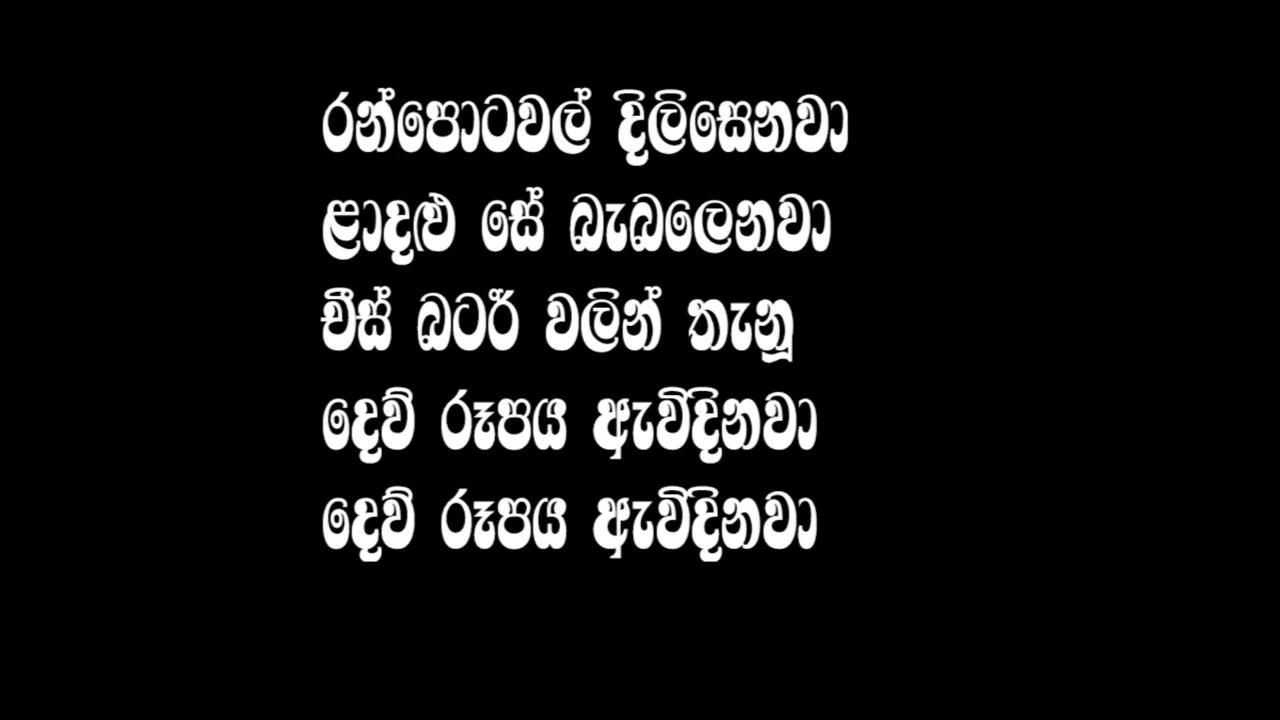 රන්පොටවල් දිලිසෙනවා
ළාදළු සේ බැබලෙනවා
චීස් බටර් වලින් තැනූ
දෙව් රූපය ඇවිදිනවා
දෙව් රූපය ඇවිදිනවා